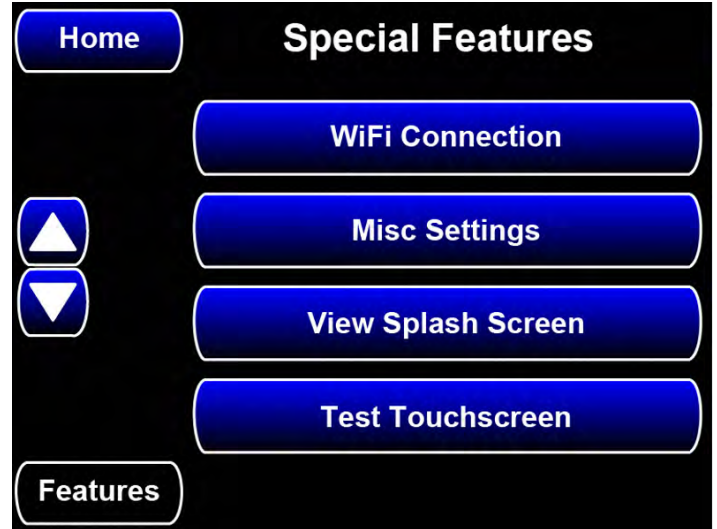 Home
Special Features
WiFi Connection
Misc Settings
View Splash Screen
Test Touchscreen
Features